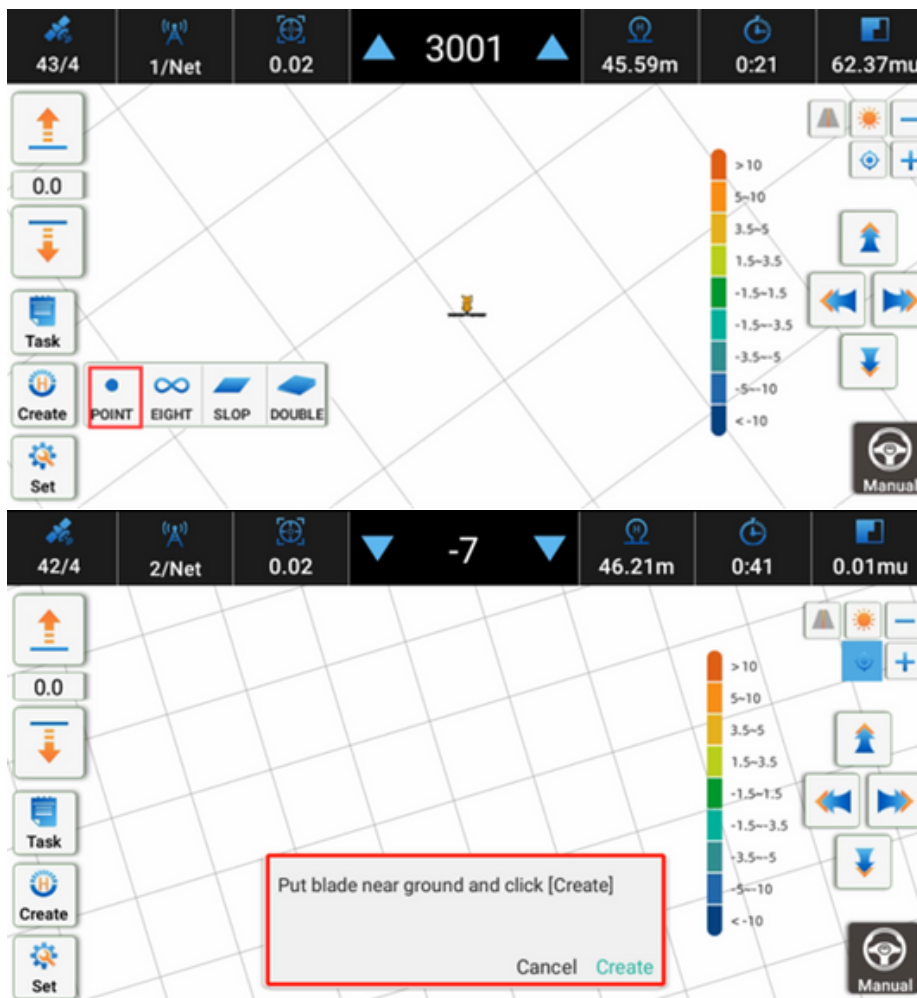 43/4 1/Net 0.02 3001 45.59m 0:21 62.37mu
0.0
>10
5~10
3.5~5
1.5~3.5
-1.5~1.5
-1.5~-3.5
-3.5~-5
-5~-10
<-10
Task
Create POINT EIGHT SLOP DOUBLE
Set
Manual
42/4 2/Net 0.02 -7 46.21m 0:41 0.01mu
0.0
>10
5~10
3.5~5
1.5~3.5
-1.5~1.5
-1.5~-3.5
-3.5~-5
-5~-10
<-10
Task
Create
Set
Put blade near ground and click [Create]
Cancel Create
Manual